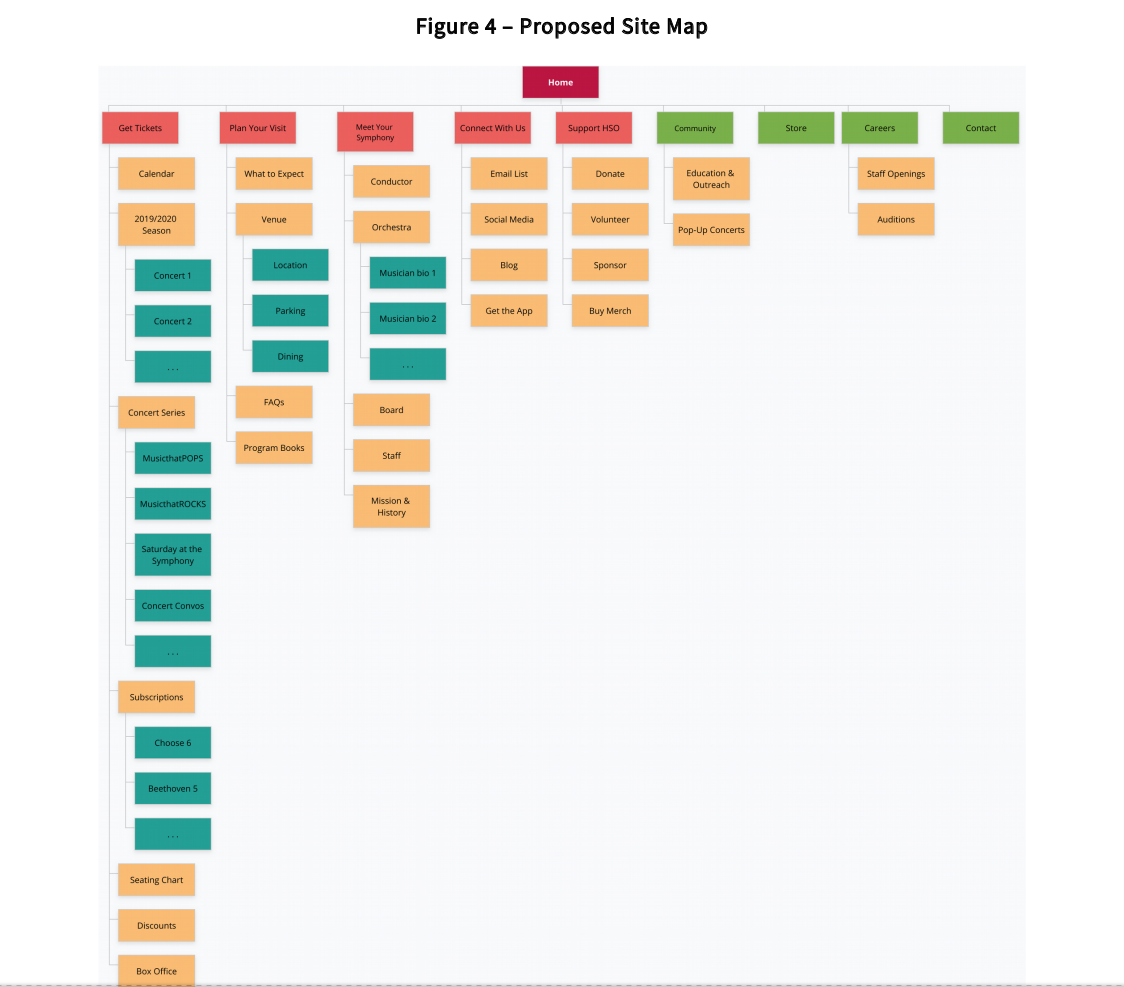 Figure 4 – Proposed Site Map
Home
Get Tickets
Calendar
2019/2020
Season
Concert 1
Concert 2
. . .
Concert Series
MusicthatPOPS
MusicthatROCKS
Saturday at the
Symphony
Concert Convos
. . .
Subscriptions
Choose 6
Beethoven 5
. . .
Seating Chart
Discounts
Box Office
Plan Your Visit
What to Expect
Venue
Location
Parking
Dining
FAQs
Program Books
Meet Your
Symphony
Conductor
Orchestra
Musician bio 1
Musician bio 2
. . .
Board
Staff
Mission &
History
Connect With Us
Email List
Social Media
Blog
Get the App
Support HSO
Donate
Volunteer
Sponsor
Buy Merch
Community
Education &
Outreach
Pop-Up Concerts
Store
Careers
Staff Openings
Auditions
Contact